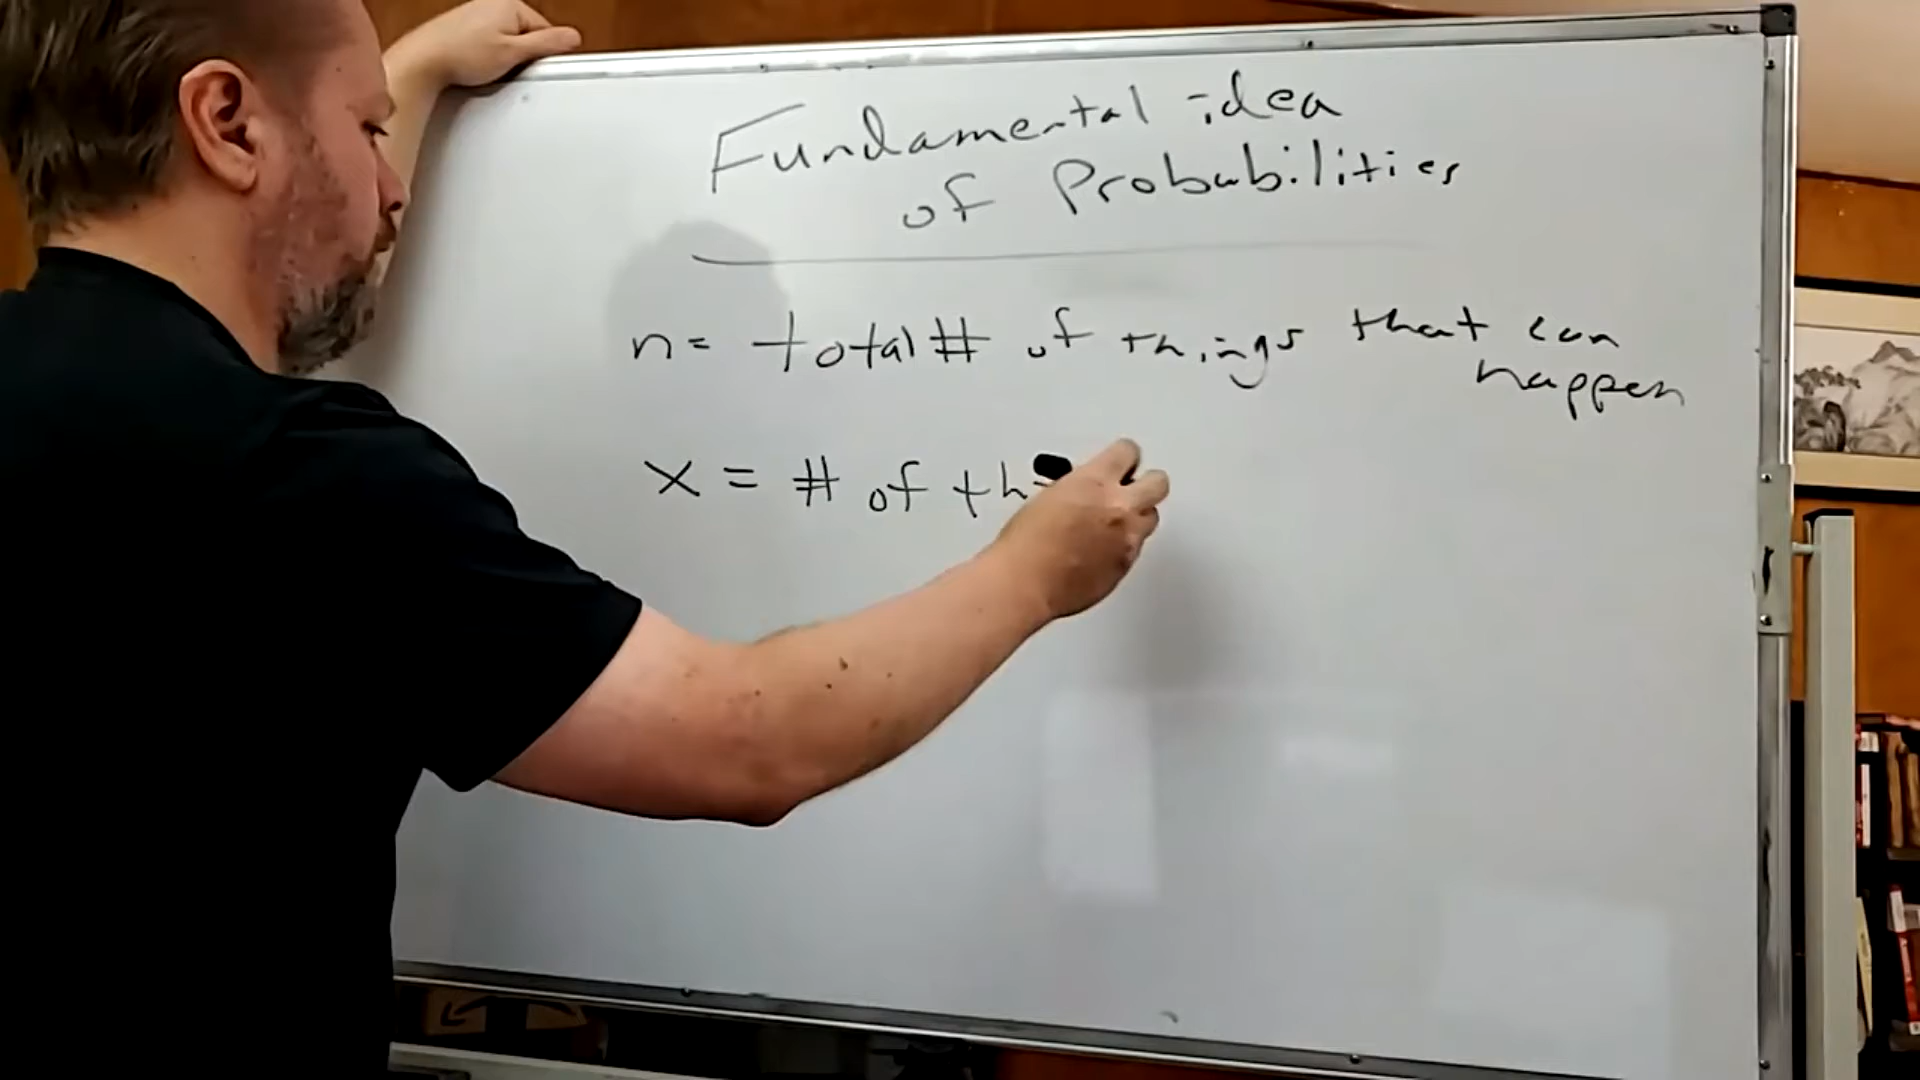 Fundamental idea
of Probabilities
n = total # of things that can
happen
x = # of th